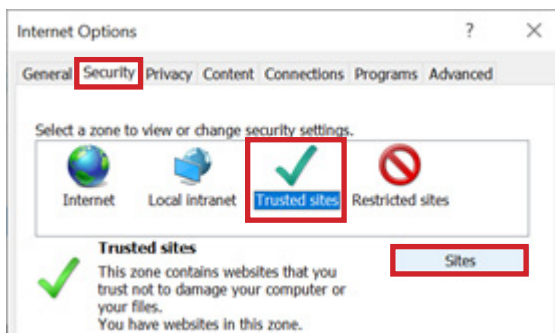 Internet Options ? ×
General Security Privacy Content Connections Programs Advanced
Select a zone to view or change security settings.
Internet Local intranet Trusted sites Restricted sites
Trusted sites
Sites
This zone contains websites that you
trust not to damage your computer or
your files.
You have websites in this zone.